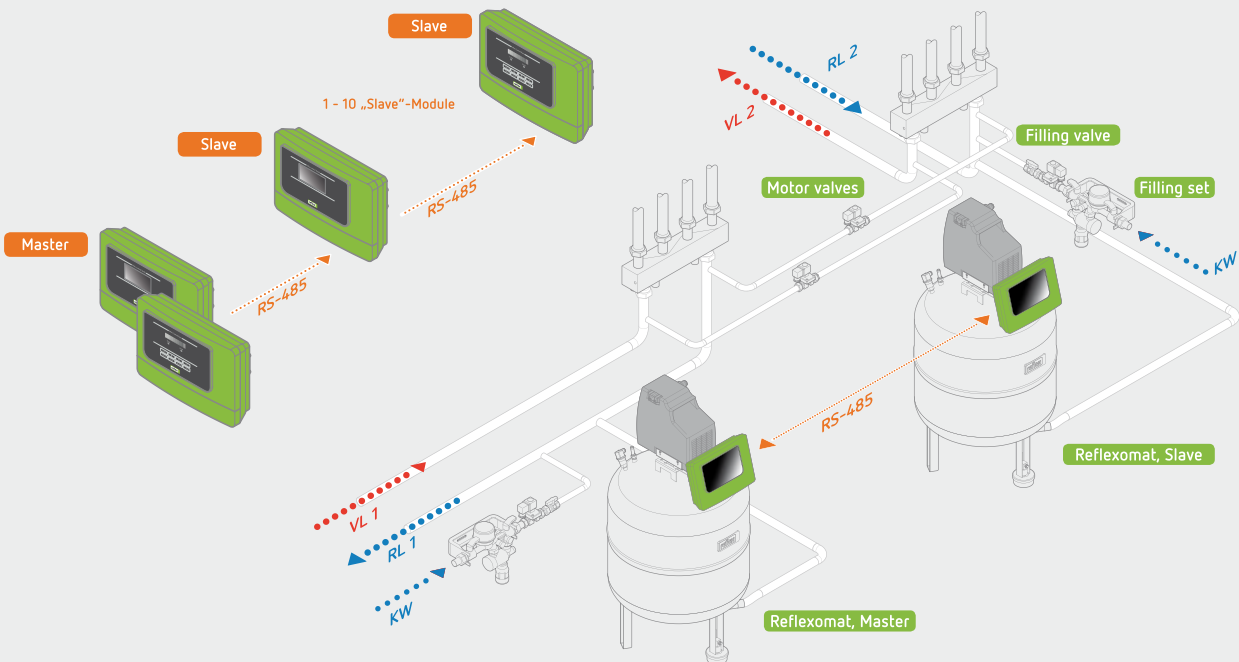 Slave
1 - 10 „Slave“-Module
Slave
RS-485
Master
RS-485
RL 2
VL 2
Filling valve
Motor valves
Filling set
KW
RS-485
Reflexomat, Slave
VL 1
RL 1
KW
Reflexomat, Master